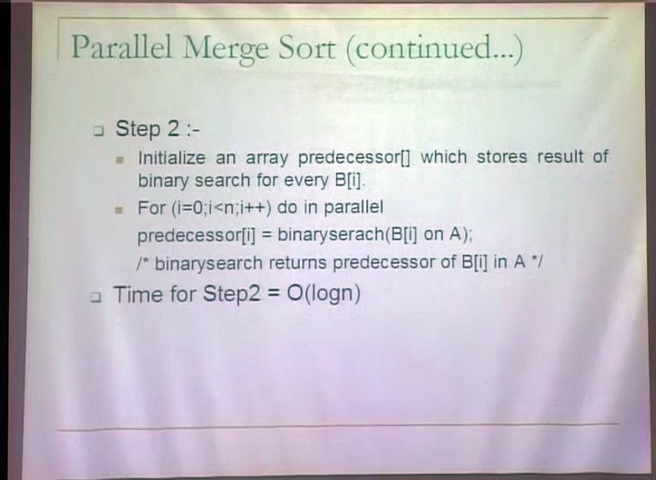 Parallel Merge Sort (continued...)
Step 2 :-
Initialize an array predecessor[] which stores result of
binary search for every B[i].
For (i=0;i<n;i++) do in parallel
predecessor[i] = binaryserach(B[i] on A);
/* binarysearch returns predecessor of B[i] in A */
Time for Step2 = O(logn)